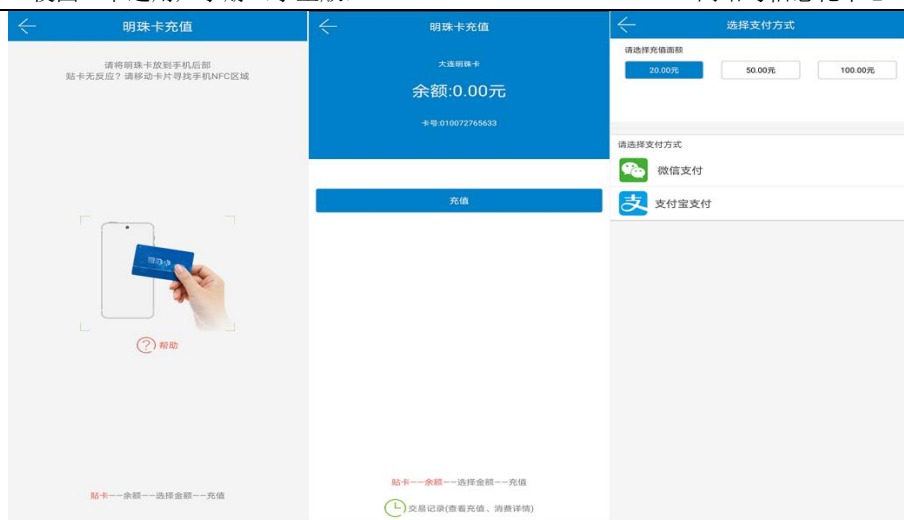 明珠卡充值
请将明珠卡放到手机后部
贴卡无反应？请移动卡片寻找手机NFC区域
明珠卡
帮助
贴卡——余额——选择金额——充值
明珠卡充值
大连明珠卡
余额:0.00元
卡号:010072765633
充值
贴卡——余额——选择金额——充值
交易记录(查看充值、消费详情)
选择支付方式
请选择充值面额
20.00元 50.00元 100.00元
请选择支付方式
微信支付
支 支付宝支付